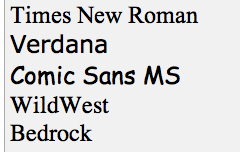 Times New Roman
Verdana
Comic Sans MS
WildWest
Bedrock